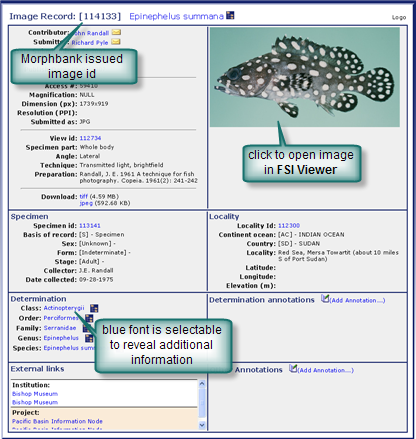 Image Record: [114133] Epinephelus summana
Logo
Contributor: John Randall
Submitter: Richard Pyle
Morphbank issued
image id
Access #: 59410
Magnification: NULL
Dimension (px): 1739x919
Resolution (PPI):
Submitted as: JPG
View id: 112734
Specimen part: Whole body
Angle: Lateral
Technique: Transmitted light, brightfield
Preparation: Randall, J. E. 1961 A technique for fish
photography. Copeia. 1961(2): 241-242
Download: tiff (4.59 MB)
jpeg (592.68 KB)
click to open image
in FSI Viewer
Specimen
Specimen id: 113141
Basis of record: [S] - Specimen
Sex: [Unknown] -
Form: [Indeterminate] -
Stage: [Adult] -
Collector: J.E. Randall
Date collected: 09-28-1975
Locality
Locality Id: 112300
Continent ocean: [AC] - INDIAN OCEAN
Country: [SD] - SUDAN
Locality: Red Sea, Mersa Towartit (about 10 miles
S of Port Sudan)
Latitude:
Longitude:
Elevation (m):
Determination
Class: Actinopterygii
Order: Perciformes
Family: Serranidae
Genus: Epinephelus
Species: Epinephelus
blue font is selectable
to reveal additional
information
Determination annotations (Add Annotation...)
External links
Institution:
Bishop Museum
Bishop Museum
Project:
Pacific Basin Information Node
Pacific Basin Information Node
Annotations (Add Annotation...)